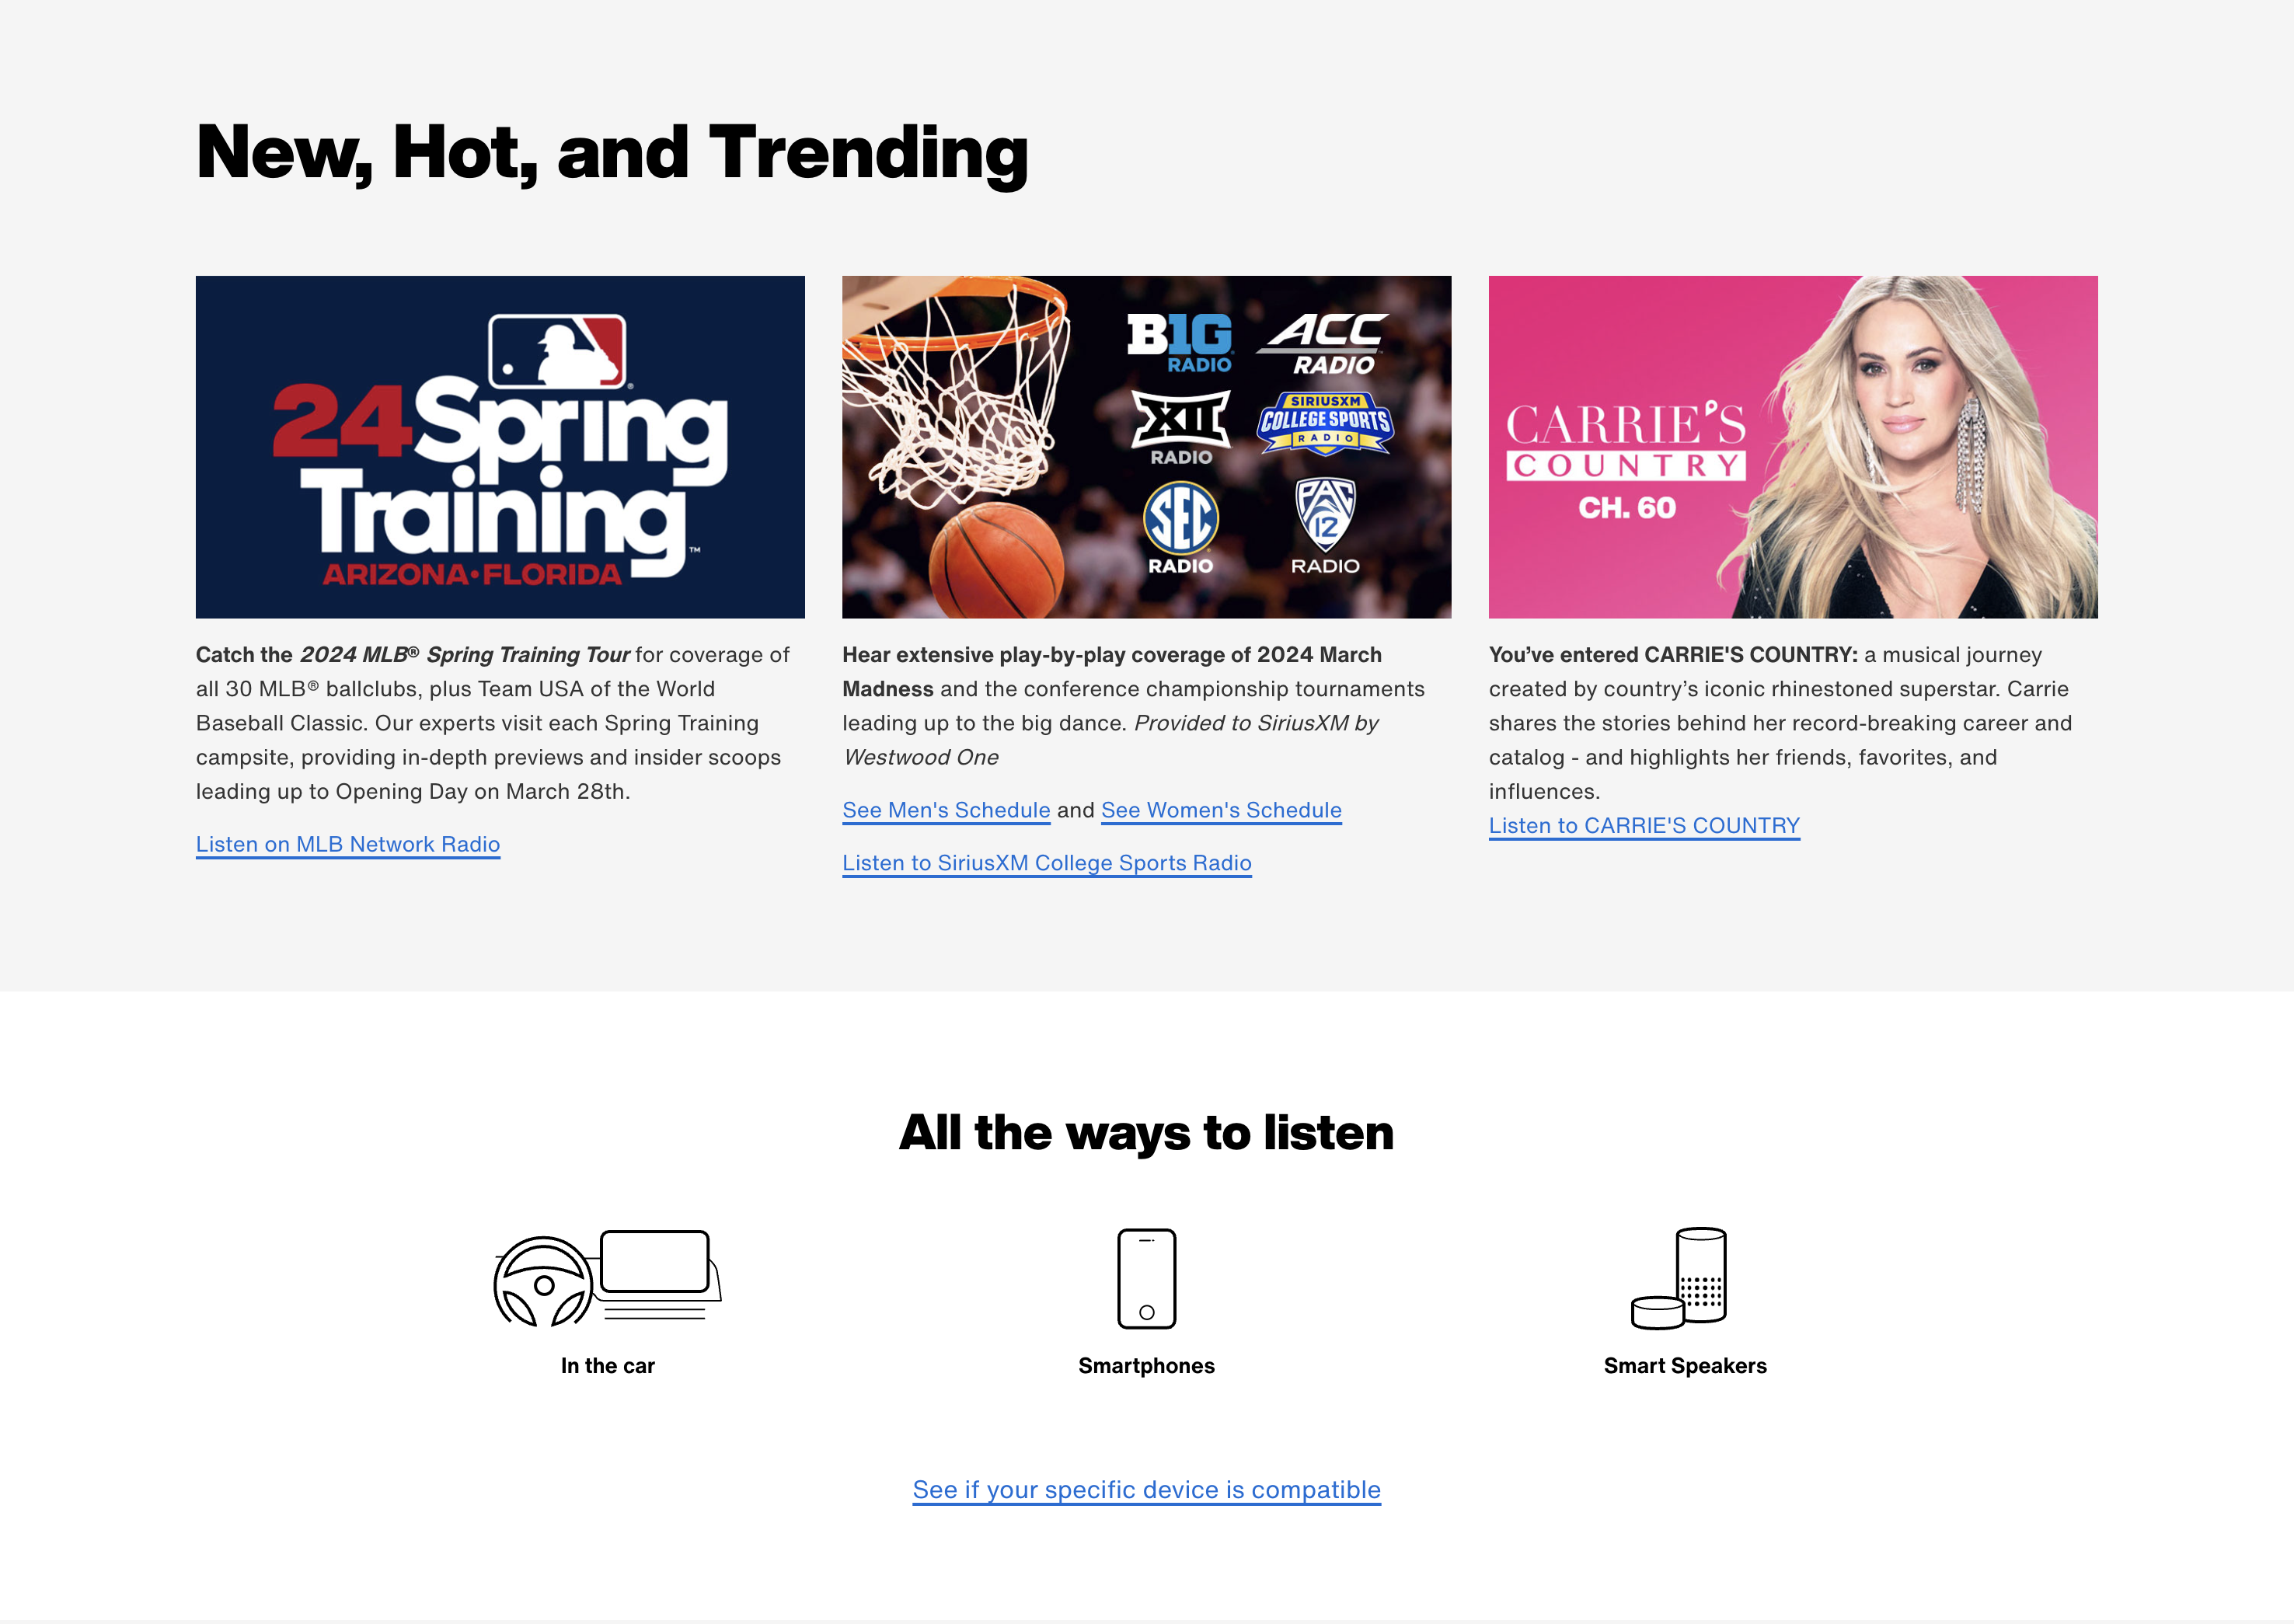 New, Hot, and Trending
24 Spring
Training™
ARIZONA • FLORIDA
Catch the 2024 MLB® Spring Training Tour for coverage of
all 30 MLB® ballclubs, plus Team USA of the World
Baseball Classic. Our experts visit each Spring Training
campsite, providing in-depth previews and insider scoops
leading up to Opening Day on March 28th.
Listen on MLB Network Radio
B1G
RADIO
ACC
RADIO
XII
RADIO
SIRIUSXM
COLLEGE SPORTS
RADIO
SEC
RADIO
PAC
12
RADIO
Hear extensive play-by-play coverage of 2024 March
Madness and the conference championship tournaments
leading up to the big dance. Provided to SiriusXM by
Westwood One
See Men's Schedule and See Women's Schedule
Listen to SiriusXM College Sports Radio
CARRIE'S
COUNTRY
CH. 60
You’ve entered CARRIE'S COUNTRY: a musical journey
created by country’s iconic rhinestoned superstar. Carrie
shares the stories behind her record-breaking career and
catalog - and highlights her friends, favorites, and
influences.
Listen to CARRIE'S COUNTRY
All the ways to listen
In the car
Smartphones
Smart Speakers
See if your specific device is compatible